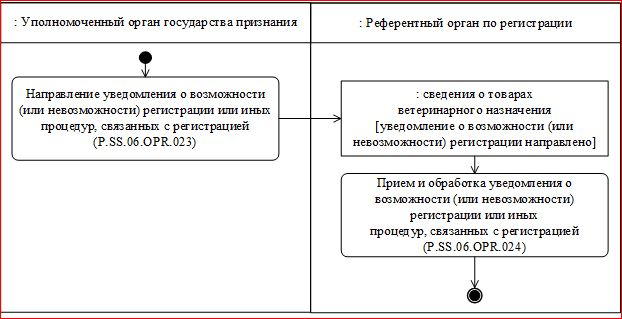 : Уполномоченный орган государства признания
: Референтный орган по регистрации
Направление уведомления о возможности
(или невозможности) регистрации или иных
процедур, связанных с регистрацией
(P.SS.06.OPR.023)
: сведения о товарах
ветеринарного назначения
[уведомление о возможности (или
невозможности) регистрации направлено]
Прием и обработка уведомления о
возможности (или невозможности)
регистрации или иных
процедур, связанных с регистрацией
(P.SS.06.OPR.024)